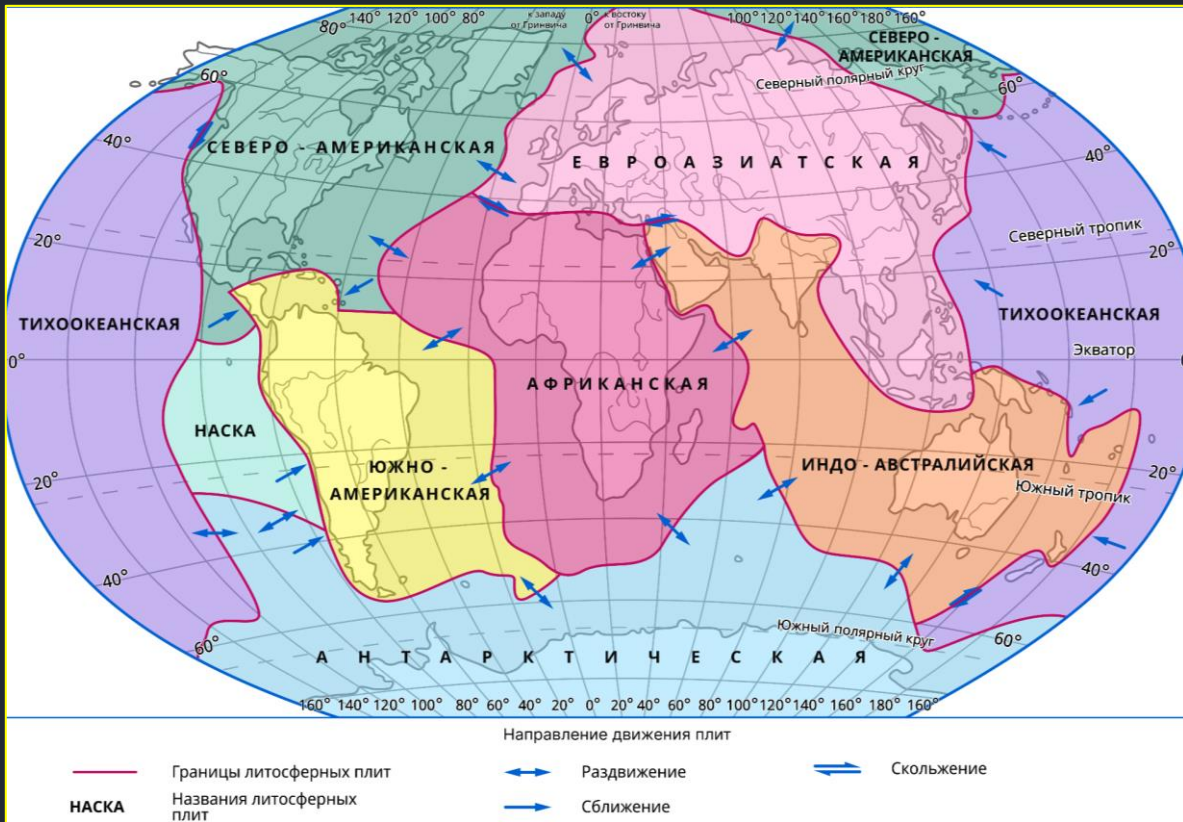 140° 120° 100° 80°
к западу
от Гринвича
0°
к востоку
от Гринвича
100° 120° 140° 160°
80°
СЕВЕРО -
АМЕРИКАНСКАЯ
Северный полярный круг
60°
60°
40°
СЕВЕРО - АМЕРИКАНСКАЯ
ЕВРОАЗИАТСКАЯ
40°
20°
Северный тропик
20°
ТИХООКЕАНСКАЯ
ТИХООКЕАНСКАЯ
Экватор
0°
АФРИКАНСКАЯ
НАСКА
ЮЖНО -
АМЕРИКАНСКАЯ
ИНДО - АВСТРАЛИЙСКАЯ
20°
20°
Южный тропик
40°
40°
Южный полярный круг
60°
60°
АНТАРКТИЧЕСКАЯ
160° 140° 120° 100° 80° 60° 40° 20° 0° 20° 40° 60° 80° 100° 120° 140° 160°
Направление движения плит
Границы литосферных плит
Раздвижение
Скольжение
НАСКА
Названия литосферных
плит
Сближение